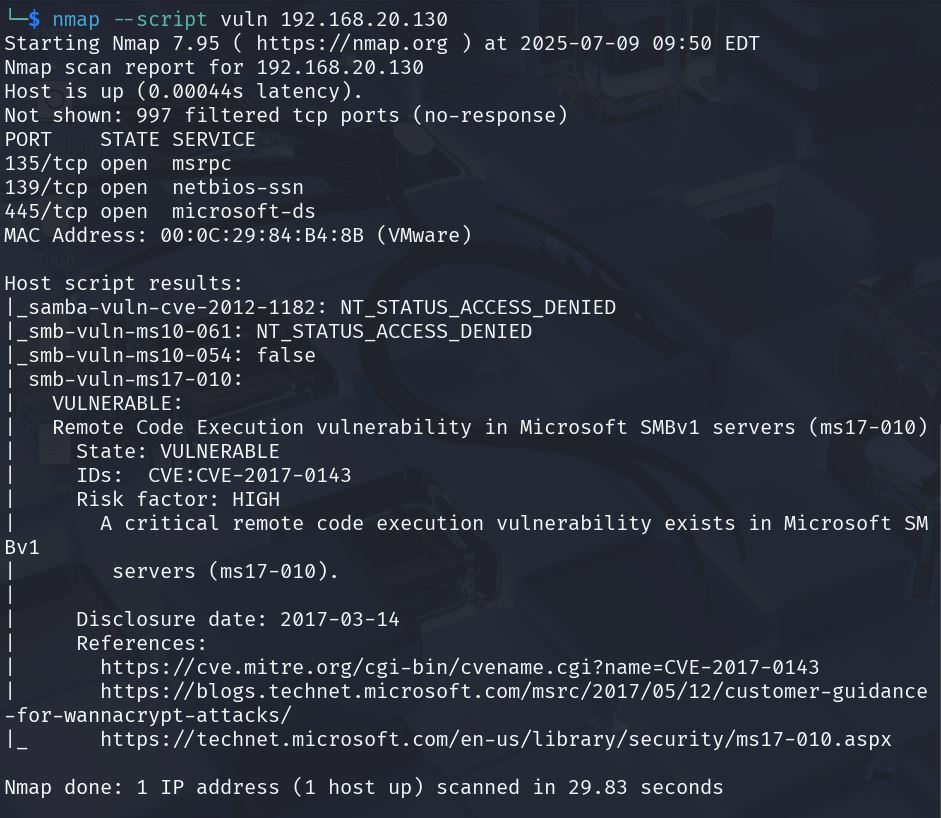 └─$ nmap --script vuln 192.168.20.130
Starting Nmap 7.95 ( https://nmap.org ) at 2025-07-09 09:50 EDT
Nmap scan report for 192.168.20.130
Host is up (0.00044s latency).
Not shown: 997 filtered tcp ports (no-response)
PORT    STATE SERVICE
135/tcp open  msrpc
139/tcp open  netbios-ssn
445/tcp open  microsoft-ds
MAC Address: 00:0C:29:84:B4:8B (VMware)
Trash
Host script results:
|_samba-vuln-cve-2012-1182: NT_STATUS_ACCESS_DENIED
|_smb-vuln-ms10-061: NT_STATUS_ACCESS_DENIED
|_smb-vuln-ms10-054: false
| smb-vuln-ms17-010:
|   VULNERABLE:
|   Remote Code Execution vulnerability in Microsoft SMBv1 servers (ms17-010)
|     State: VULNERABLE
|     IDs:  CVE:CVE-2017-0143
|     Risk factor: HIGH
|       A critical remote code execution vulnerability exists in Microsoft SM
Bv1
|        servers (ms17-010).
|
|     Disclosure date: 2017-03-14
|     References:
|       https://cve.mitre.org/cgi-bin/cvename.cgi?name=CVE-2017-0143
|       https://blogs.technet.microsoft.com/msrc/2017/05/12/customer-guidance
-for-wannacrypt-attacks/
|_      https://technet.microsoft.com/en-us/library/security/ms17-010.aspx
Nmap done: 1 IP address (1 host up) scanned in 29.83 seconds